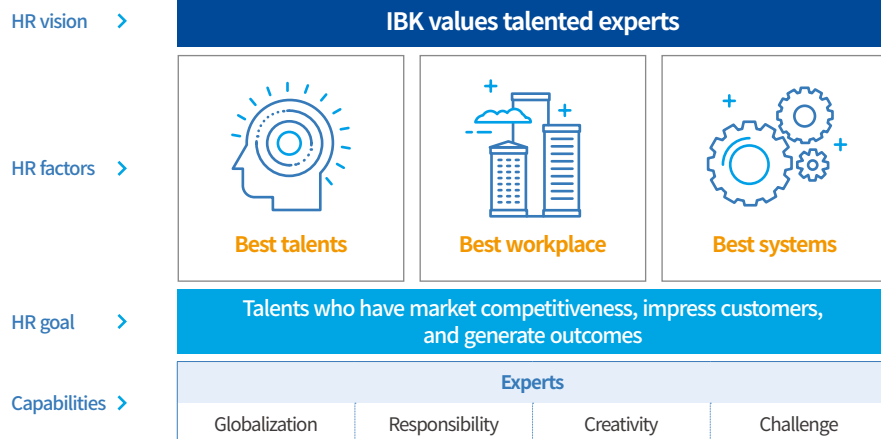 HR vision
IBK values talented experts
HR factors
Best talents
Best workplace
Best systems
HR goal
Talents who have market competitiveness, impress customers,
and generate outcomes
Capabilities
Experts
Globalization
Responsibility
Creativity
Challenge